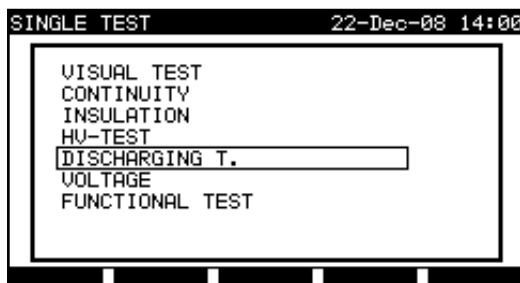 SINGLE TEST 22-Dec-08 14:00
VISUAL TEST
CONTINUITY
INSULATION
HV-TEST
DISCHARGING T.
VOLTAGE
FUNCTIONAL TEST